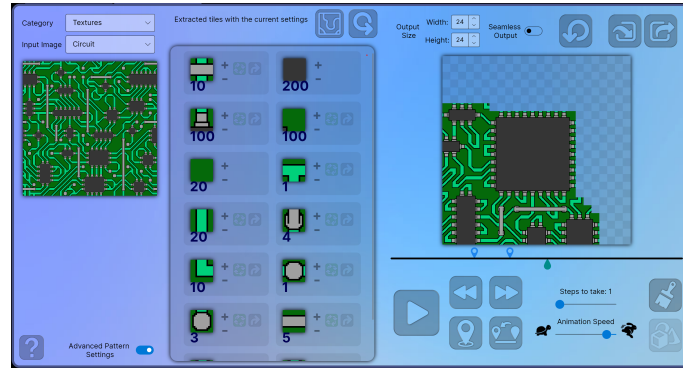 Category
Textures
Input Image
Circuit
Extracted tiles with the current settings
Output
Size
Width: 24
Height: 24
Seamless
Output
10
200
100
100
20
1
20
4
10
1
3
5
Steps to take: 1
Animation Speed
Advanced Pattern
Settings
?